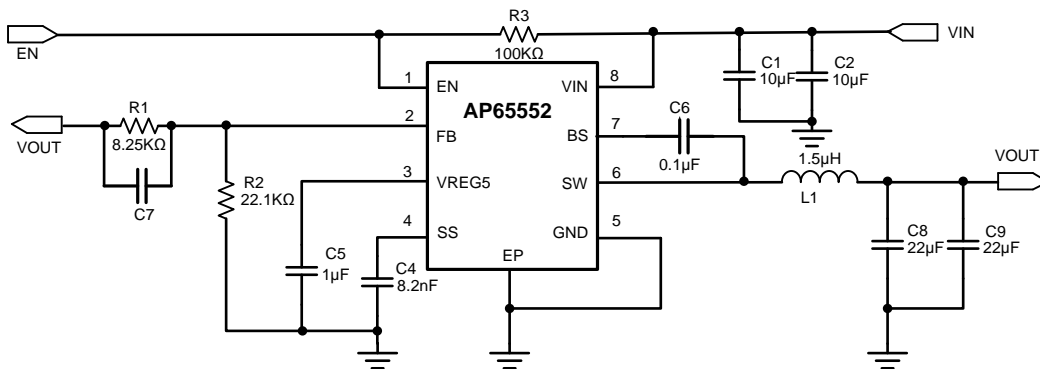 R3
EN
100KΩ
VIN
C1
10µF
C2
10µF
1
EN
VIN
8
AP65552
R1
8.25KΩ
VOUT
2
FB
BS
7
C6
0.1µF
C7
R2
22.1KΩ
3
VREG5
SW
6
1.5µH
L1
VOUT
4
SS
GND
5
EP
C5
1µF
C4
8.2nF
C8
22µF
C9
22µF